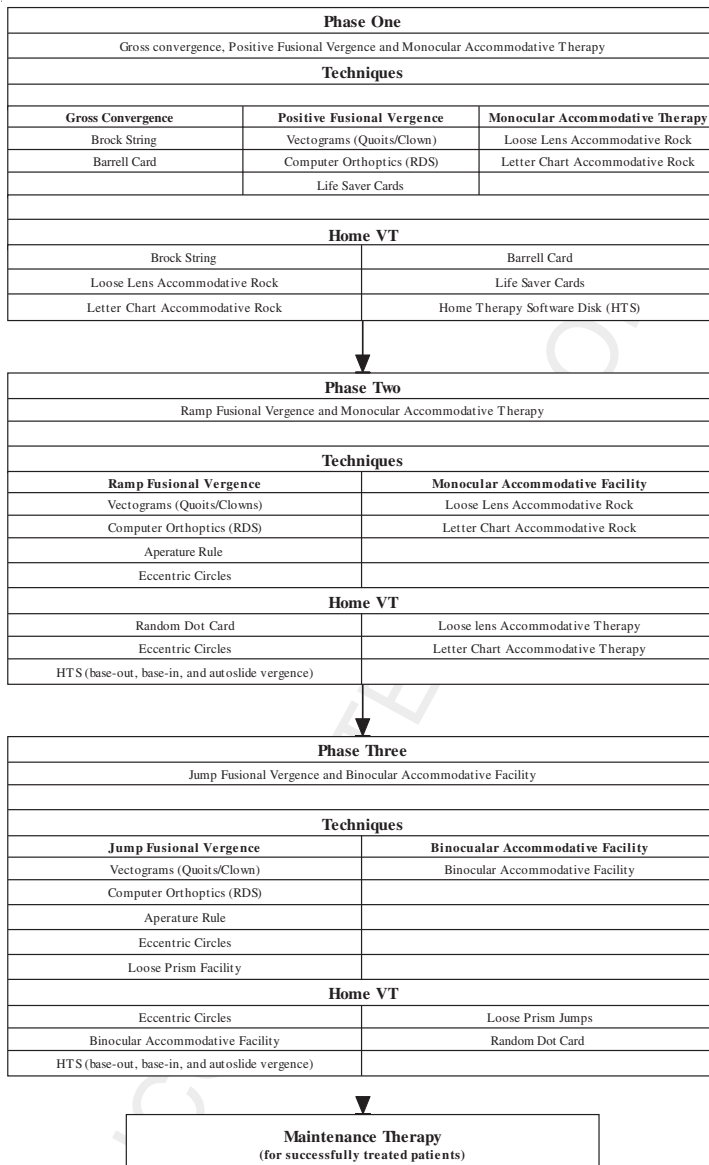 Phase One
Gross convergence, Positive Fusional Vergence and Monocular Accommodative Therapy
Techniques
Gross Convergence Positive Fusional Vergence Monocular Accommodative Therapy
Brock String Vectograms (Quoits/Clown) Loose Lens Accommodative Rock
Barrell Card Computer Orthoptics (RDS) Letter Chart Accommodative Rock
Life Saver Cards
Home VT
Brock String Barrell Card
Loose Lens Accommodative Rock Life Saver Cards
Letter Chart Accommodative Rock Home Therapy Software Disk (HTS)
Phase Two
Ramp Fusional Vergence and Monocular Accommodative Therapy
Techniques
Ramp Fusional Vergence Monocular Accommodative Facility
Vectograms (Quoits/Clowns) Loose Lens Accommodative Rock
Computer Orthoptics (RDS) Letter Chart Accommodative Rock
Aperature Rule
Eccentric Circles
Home VT
Random Dot Card Loose lens Accommodative Therapy
Eccentric Circles Letter Chart Accommodative Therapy
HTS (base-out, base-in, and autoslide vergence)
Phase Three
Jump Fusional Vergence and Binocular Accommodative Facility
Techniques
Jump Fusional Vergence Binocualar Accommodative Facility
Vectograms (Quoits/Clown) Binocular Accommodative Facility
Computer Orthoptics (RDS)
Aperature Rule
Eccentric Circles
Loose Prism Facility
Home VT
Eccentric Circles Loose Prism Jumps
Binocular Accommodative Facility Random Dot Card
HTS (base-out, base-in, and autoslide vergence)
Maintenance Therapy
(for successfully treated patients)